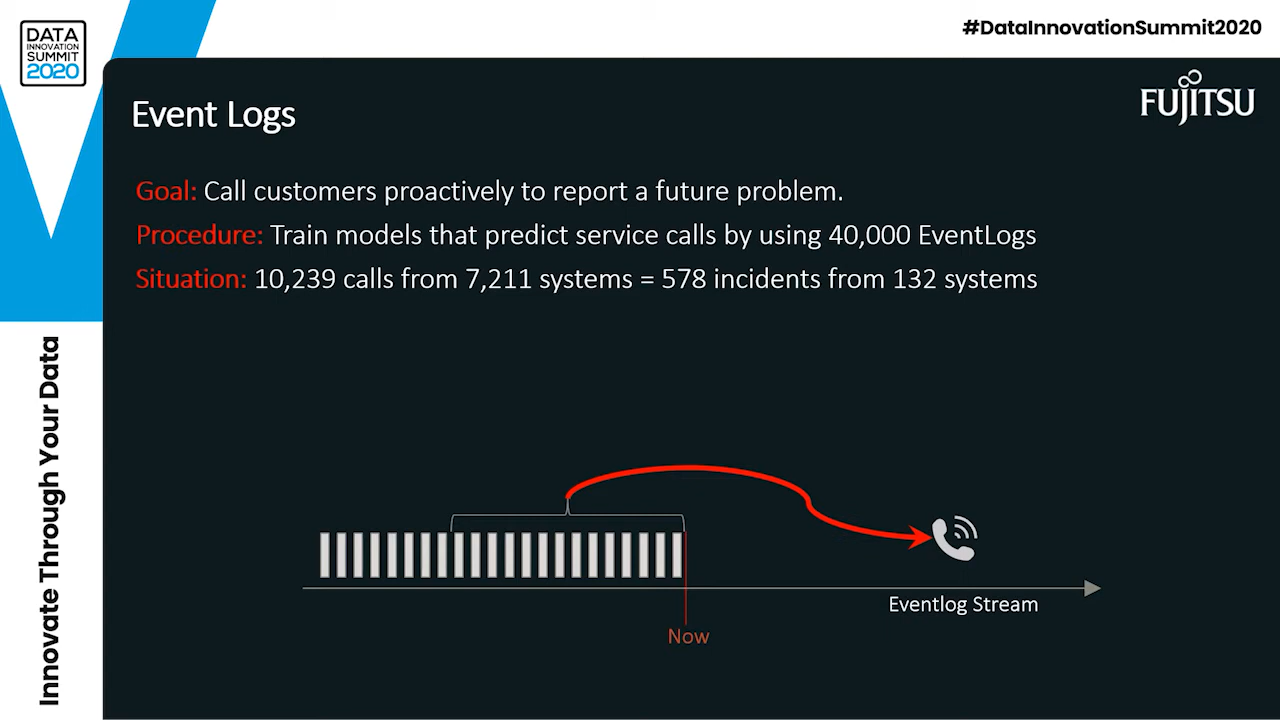 DATA
INNOVATION
SUMMIT
2020
#DataInnovationSummit2020
FUJITSU
Event Logs
Goal: Call customers proactively to report a future problem.
Procedure: Train models that predict service calls by using 40,000 EventLogs
Situation: 10,239 calls from 7,211 systems = 578 incidents from 132 systems
Innovate Through Your Data
Eventlog Stream
Now